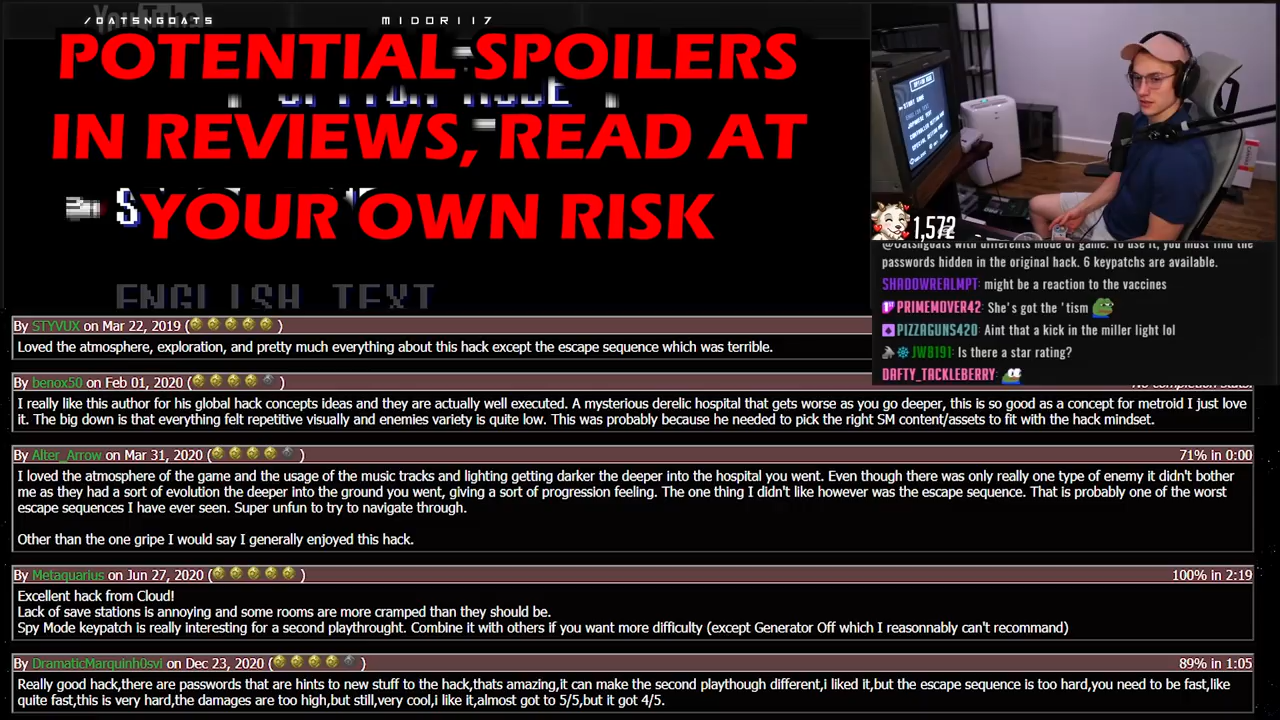 /OATSNGOATS
MIDORI17
POTENTIAL SPOILERS
IN REVIEWS, READ AT
YOUR OWN RISK
ENGLISH TEXT
1,572
@Oatsngoats with differents mode of game. To use it, you must find the
passwords hidden in the original hack. 6 keypatchs are available.
SHADOWREALMPT: might be a reaction to the vaccines
PRIMEMOVER42: She's got the 'tism
PIZZAGUNS420: Aint that a kick in the miller light lol
JWB191: Is there a star rating?
DAFTY_TACKLEBERRY:
By STYVUX on Mar 22, 2019 ( )
Loved the atmosphere, exploration, and pretty much everything about this hack except the escape sequence which was terrible.
By benox50 on Feb 01, 2020 ( )
No completion stats.
I really like this author for his global hack concepts ideas and they are actually well executed. A mysterious derelic hospital that gets worse as you go deeper, this is so good as a concept for metroid I just love
it. The big down is that everything felt repetitive visually and enemies variety is quite low. This was probably because he needed to pick the right SM content/assets to fit with the hack mindset.
By Alter_Arrow on Mar 31, 2020 ( )
71% in 0:00
I loved the atmosphere of the game and the usage of the music tracks and lighting getting darker the deeper into the hospital you went. Even though there was only really one type of enemy it didn't bother
me as they had a sort of evolution the deeper into the ground you went, giving a sort of progression feeling. The one thing I didn't like however was the escape sequence. That is probably one of the worst
escape sequences I have ever seen. Super unfun to try to navigate through.
Other than the one gripe I would say I generally enjoyed this hack.
By Metaquarius on Jun 27, 2020 ( )
100% in 2:19
Excellent hack from Cloud!
Lack of save stations is annoying and some rooms are more cramped than they should be.
Spy Mode keypatch is really interesting for a second playthrought. Combine it with others if you want more difficulty (except Generator Off which I reasonnably can't recommand)
By DramaticMarquinh0svi on Dec 23, 2020 ( )
89% in 1:05
Really good hack,there are passwords that are hints to new stuff to the hack,thats amazing,it can make the second playthough different,i liked it,but the escape sequence is too hard,you need to be fast,like
quite fast,this is very hard,the damages are too high,but still,very cool,i like it,almost got to 5/5,but it got 4/5.